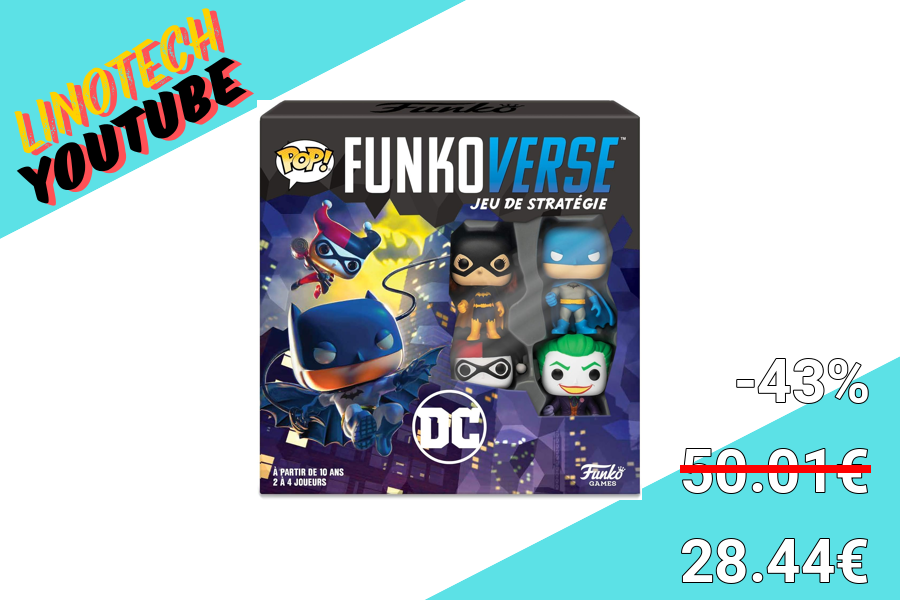 LINOTECH
YOUTUBE
Funko
POP!
FUNKOVERSE™
JEU DE STRATÉGIE
DC
À PARTIR DE 10 ANS
2 À 4 JOUEURS
Funko
GAMES
-43%
50.01€
28.44€